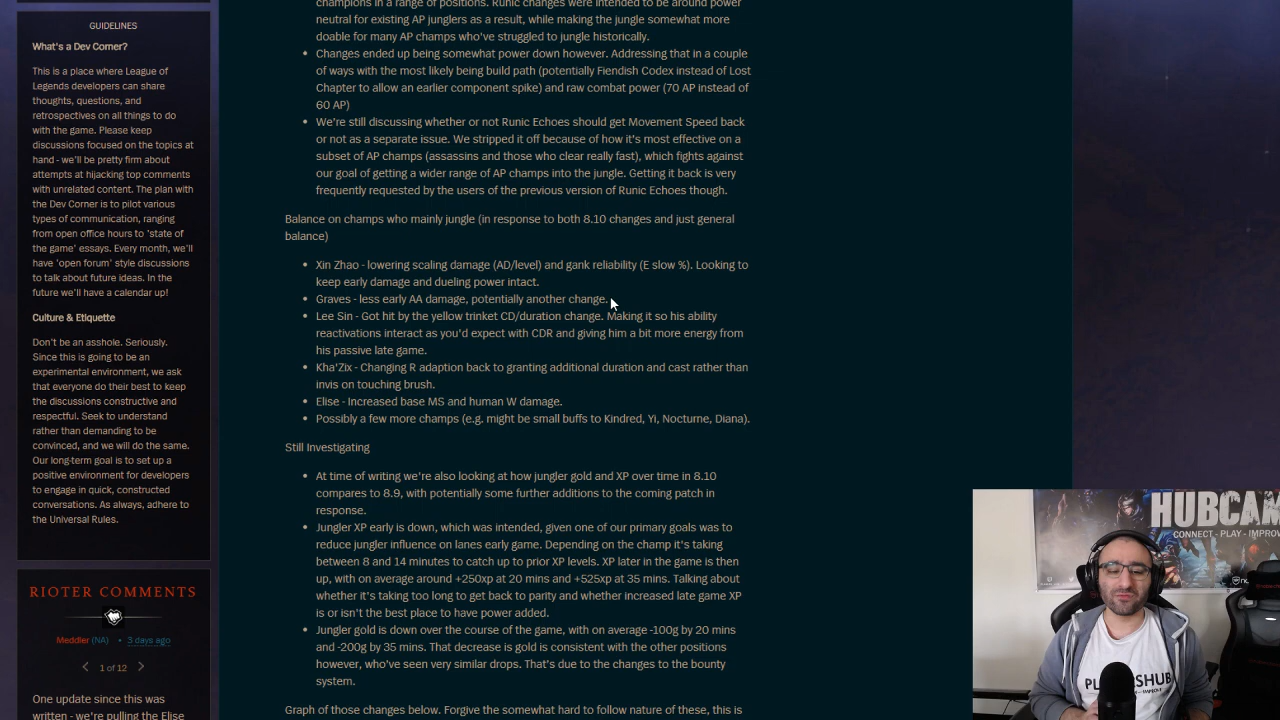 GUIDELINES
What's a Dev Corner?
This is a place where League of
Legends developers can share
thoughts, questions, and
retrospectives on all things to do
with the game. Please keep
discussions focused on the topics at
hand - we'll be pretty firm about
attempts at hijacking top comments
with unrelated content. The plan with
the Dev Corner is to pilot various
types of communication, ranging
from open office hours to 'state of
the game' essays. Every month, we'll
have 'open forum' style discussions
to talk about future ideas. In the
future we'll have a calendar up!
Culture & Etiquette
Don't be an asshole. Seriously.
Since this is going to be an
experimental environment, we ask
that everyone do their best to keep
the discussions constructive and
respectful. Seek to understand
rather than demanding to be
convinced, and we will do the same.
Our long-term goal is to set up a
positive environment for developers
to engage in quick, constructed
conversations. As always, adhere to
the Universal Rules.
RIOTER COMMENTS
Meddler (NA) • 3 days ago
1 of 12
One update since this was
written - we're pulling the Elise
champions in a range of positions. Runic changes were intended to be around power
neutral for existing AP junglers as a result, while making the jungle somewhat more
doable for many AP champs who've struggled to jungle historically.
• Changes ended up being somewhat power down however. Addressing that in a couple
of ways with the most likely being build path (potentially Fiendish Codex instead of Lost
Chapter to allow an earlier component spike) and raw combat power (70 AP instead of
60 AP)
• We're still discussing whether or not Runic Echoes should get Movement Speed back
or not as a separate issue. We stripped it off because of how it's most effective on a
subset of AP champs (assassins and those who clear really fast), which fights against
our goal of getting a wider range of AP champs into the jungle. Getting it back is very
frequently requested by the users of the previous version of Runic Echoes though.
Balance on champs who mainly jungle (in response to both 8.10 changes and just general
balance)
• Xin Zhao - lowering scaling damage (AD/level) and gank reliability (E slow %). Looking to
keep early damage and dueling power intact.
• Graves - less early AA damage, potentially another change.
• Lee Sin - Got hit by the yellow trinket CD/duration change. Making it so his ability
reactivations interact as you'd expect with CDR and giving him a bit more energy from
his passive late game.
• Kha'Zix - Changing R adaption back to granting additional duration and cast rather than
invis on touching brush.
• Elise - Increased base MS and human W damage.
• Possibly a few more champs (e.g. might be small buffs to Kindred, Yi, Nocturne, Diana).
Still Investigating
• At time of writing we're also looking at how jungler gold and XP over time in 8.10
compares to 8.9, with potentially some further additions to the coming patch in
response.
• Jungler XP early is down, which was intended, given one of our primary goals was to
reduce jungler influence on lanes early game. Depending on the champ it's taking
between 8 and 14 minutes to catch up to prior XP levels. XP later in the game is then
up, with on average around +250xp at 20 mins and +525xp at 35 mins. Talking about
whether it's taking too long to get back to parity and whether increased late game XP
is or isn't the best place to have power added.
• Jungler gold is down over the course of the game, with on average -100g by 20 mins
and -200g by 35 mins. That decrease is gold is consistent with the other positions
however, who've seen very similar drops. That's due to the changes to the bounty
system.
Graph of those changes below. Forgive the somewhat hard to follow nature of these, this is
HUBCAM
CONNECT - PLAY - IMPRO